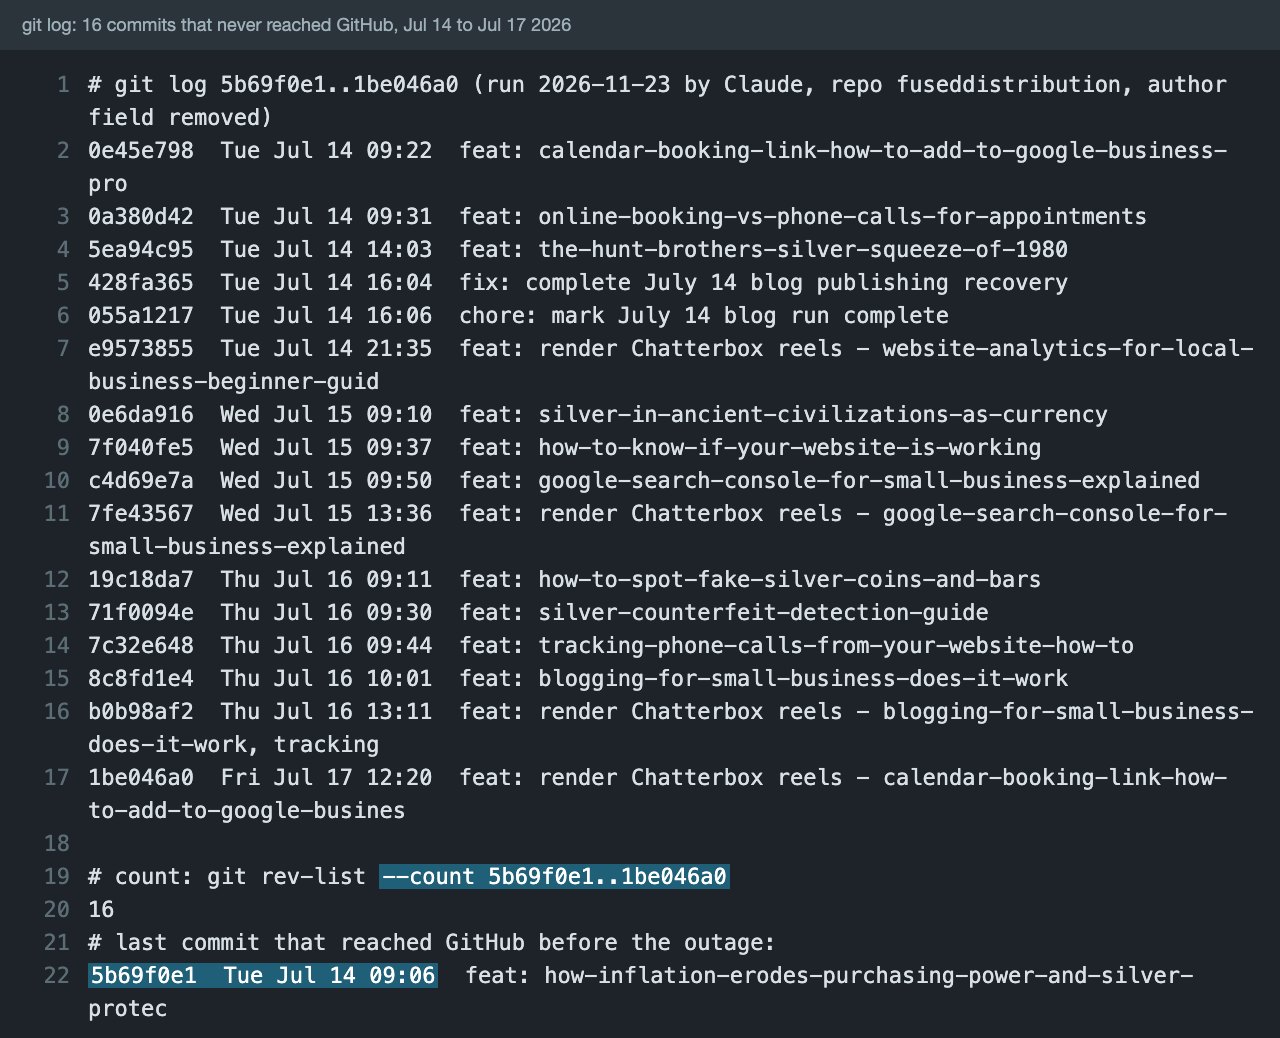 git log: 16 commits that never reached GitHub, Jul 14 to Jul 17 2026
1 # git log 5b69f0e1..1be046a0 (run 2026-11-23 by Claude, repo fuseddistribution, author
field removed)
2 0e45e798  Tue Jul 14 09:22  feat: calendar-booking-link-how-to-add-to-google-business-
pro
3 0a380d42  Tue Jul 14 09:31  feat: online-booking-vs-phone-calls-for-appointments
4 5ea94c95  Tue Jul 14 14:03  feat: the-hunt-brothers-silver-squeeze-of-1980
5 428fa365  Tue Jul 14 16:04  fix: complete July 14 blog publishing recovery
6 055a1217  Tue Jul 14 16:06  chore: mark July 14 blog run complete
7 e9573855  Tue Jul 14 21:35  feat: render Chatterbox reels - website-analytics-for-local-
business-beginner-guid
8 0e6da916  Wed Jul 15 09:10  feat: silver-in-ancient-civilizations-as-currency
9 7f040fe5  Wed Jul 15 09:37  feat: how-to-know-if-your-website-is-working
10 c4d69e7a  Wed Jul 15 09:50  feat: google-search-console-for-small-business-explained
11 7fe43567  Wed Jul 15 13:36  feat: render Chatterbox reels - google-search-console-for-
small-business-explained
12 19c18da7  Thu Jul 16 09:11  feat: how-to-spot-fake-silver-coins-and-bars
13 71f0094e  Thu Jul 16 09:30  feat: silver-counterfeit-detection-guide
14 7c32e648  Thu Jul 16 09:44  feat: tracking-phone-calls-from-your-website-how-to
15 8c8fd1e4  Thu Jul 16 10:01  feat: blogging-for-small-business-does-it-work
16 b0b98af2  Thu Jul 16 13:11  feat: render Chatterbox reels - blogging-for-small-business-
does-it-work, tracking
17 1be046a0  Fri Jul 17 12:20  feat: render Chatterbox reels - calendar-booking-link-how-
to-add-to-google-busines
18
19 # count: git rev-list --count 5b69f0e1..1be046a0
20 16
21 # last commit that reached GitHub before the outage:
22 5b69f0e1  Tue Jul 14 09:06  feat: how-inflation-erodes-purchasing-power-and-silver-
protec